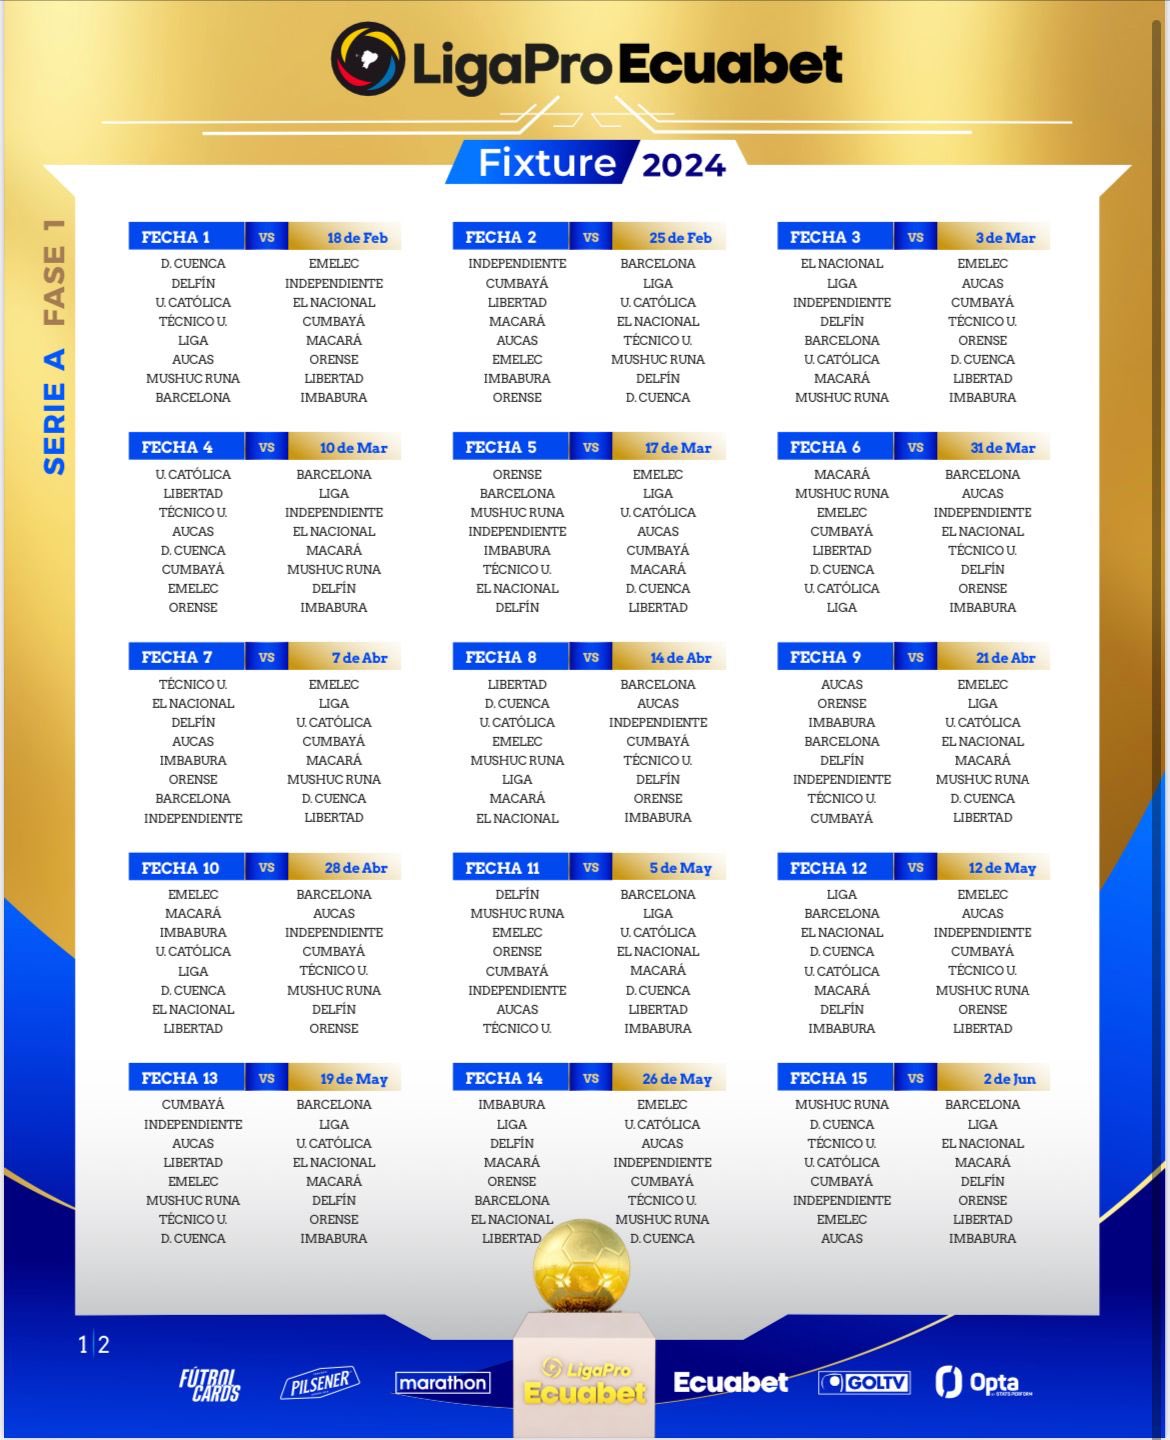 LigaPro Ecuabet
Fixture 2024
SERIE A FASE 1
FECHA 1 VS 18 de Feb
D. CUENCA EMELEC
DELFÍN INDEPENDIENTE
U. CATÓLICA EL NACIONAL
TÉCNICO U. CUMBAYÁ
LIGA MACARÁ
AUCAS ORENSE
MUSHUC RUNA LIBERTAD
BARCELONA IMBABURA
FECHA 2 VS 25 de Feb
INDEPENDIENTE BARCELONA
CUMBAYÁ LIGA
LIBERTAD U. CATÓLICA
MACARÁ EL NACIONAL
AUCAS TÉCNICO U.
EMELEC MUSHUC RUNA
IMBABURA DELFÍN
ORENSE D. CUENCA
FECHA 3 VS 3 de Mar
EL NACIONAL EMELEC
LIGA AUCAS
INDEPENDIENTE CUMBAYÁ
DELFÍN TÉCNICO U.
BARCELONA ORENSE
U. CATÓLICA D. CUENCA
MACARÁ LIBERTAD
MUSHUC RUNA IMBABURA
FECHA 4 VS 10 de Mar
U. CATÓLICA BARCELONA
LIBERTAD LIGA
TÉCNICO U. INDEPENDIENTE
AUCAS EL NACIONAL
D. CUENCA MACARÁ
CUMBAYÁ MUSHUC RUNA
EMELEC DELFÍN
ORENSE IMBABURA
FECHA 5 VS 17 de Mar
ORENSE EMELEC
BARCELONA LIGA
MUSHUC RUNA U. CATÓLICA
INDEPENDIENTE AUCAS
IMBABURA CUMBAYÁ
TÉCNICO U. MACARÁ
EL NACIONAL D. CUENCA
DELFÍN LIBERTAD
FECHA 6 VS 31 de Mar
MACARÁ BARCELONA
MUSHUC RUNA AUCAS
EMELEC INDEPENDIENTE
CUMBAYÁ EL NACIONAL
LIBERTAD TÉCNICO U.
D. CUENCA DELFÍN
U. CATÓLICA ORENSE
LIGA IMBABURA
FECHA 7 VS 7 de Abr
TÉCNICO U. EMELEC
EL NACIONAL LIGA
DELFÍN U. CATÓLICA
AUCAS CUMBAYÁ
IMBABURA MACARÁ
ORENSE MUSHUC RUNA
BARCELONA D. CUENCA
INDEPENDIENTE LIBERTAD
FECHA 8 VS 14 de Abr
LIBERTAD BARCELONA
D. CUENCA AUCAS
U. CATÓLICA INDEPENDIENTE
EMELEC CUMBAYÁ
MUSHUC RUNA TÉCNICO U.
LIGA DELFÍN
MACARÁ ORENSE
EL NACIONAL IMBABURA
FECHA 9 VS 21 de Abr
AUCAS EMELEC
ORENSE LIGA
IMBABURA U. CATÓLICA
BARCELONA EL NACIONAL
DELFÍN MACARÁ
INDEPENDIENTE MUSHUC RUNA
TÉCNICO U. D. CUENCA
CUMBAYÁ LIBERTAD
FECHA 10 VS 28 de Abr
EMELEC BARCELONA
MACARÁ AUCAS
IMBABURA INDEPENDIENTE
U. CATÓLICA CUMBAYÁ
LIGA TÉCNICO U.
D. CUENCA MUSHUC RUNA
EL NACIONAL DELFÍN
LIBERTAD ORENSE
FECHA 11 VS 5 de May
DELFÍN BARCELONA
MUSHUC RUNA LIGA
EMELEC U. CATÓLICA
ORENSE EL NACIONAL
CUMBAYÁ MACARÁ
INDEPENDIENTE D. CUENCA
AUCAS LIBERTAD
TÉCNICO U. IMBABURA
FECHA 12 VS 12 de May
LIGA EMELEC
BARCELONA AUCAS
EL NACIONAL INDEPENDIENTE
D. CUENCA CUMBAYÁ
U. CATÓLICA TÉCNICO U.
MACARÁ MUSHUC RUNA
DELFÍN ORENSE
IMBABURA LIBERTAD
FECHA 13 VS 19 de May
CUMBAYÁ BARCELONA
INDEPENDIENTE LIGA
AUCAS U. CATÓLICA
LIBERTAD EL NACIONAL
EMELEC MACARÁ
MUSHUC RUNA DELFÍN
TÉCNICO U. ORENSE
D. CUENCA IMBABURA
FECHA 14 VS 26 de May
IMBABURA EMELEC
LIGA U. CATÓLICA
DELFÍN AUCAS
MACARÁ INDEPENDIENTE
ORENSE CUMBAYÁ
BARCELONA TÉCNICO U.
EL NACIONAL MUSHUC RUNA
LIBERTAD D. CUENCA
FECHA 15 VS 2 de Jun
MUSHUC RUNA BARCELONA
D. CUENCA LIGA
TÉCNICO U. EL NACIONAL
U. CATÓLICA MACARÁ
CUMBAYÁ DELFÍN
INDEPENDIENTE ORENSE
EMELEC LIBERTAD
AUCAS IMBABURA
1|2
FÚTROL CARDS
PILSENER
marathon
LigaPro
Ecuabet
Ecuabet
GOLTV
Opta
STATS PERFORM